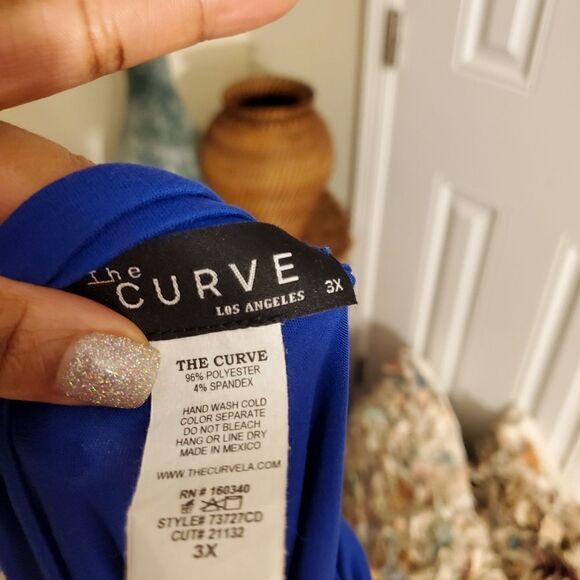 The
CURVE
LOS ANGELES
3X
THE CURVE
96% POLYESTER
4% SPANDEX
HAND WASH COLD
COLOR SEPARATE
DO NOT BLEACH
HANG OR LINE DRY
MADE IN MEXICO
WWW.THECURVELA.COM
RN # 160340
STYLE# 73727CD
CUT# 21132
3X